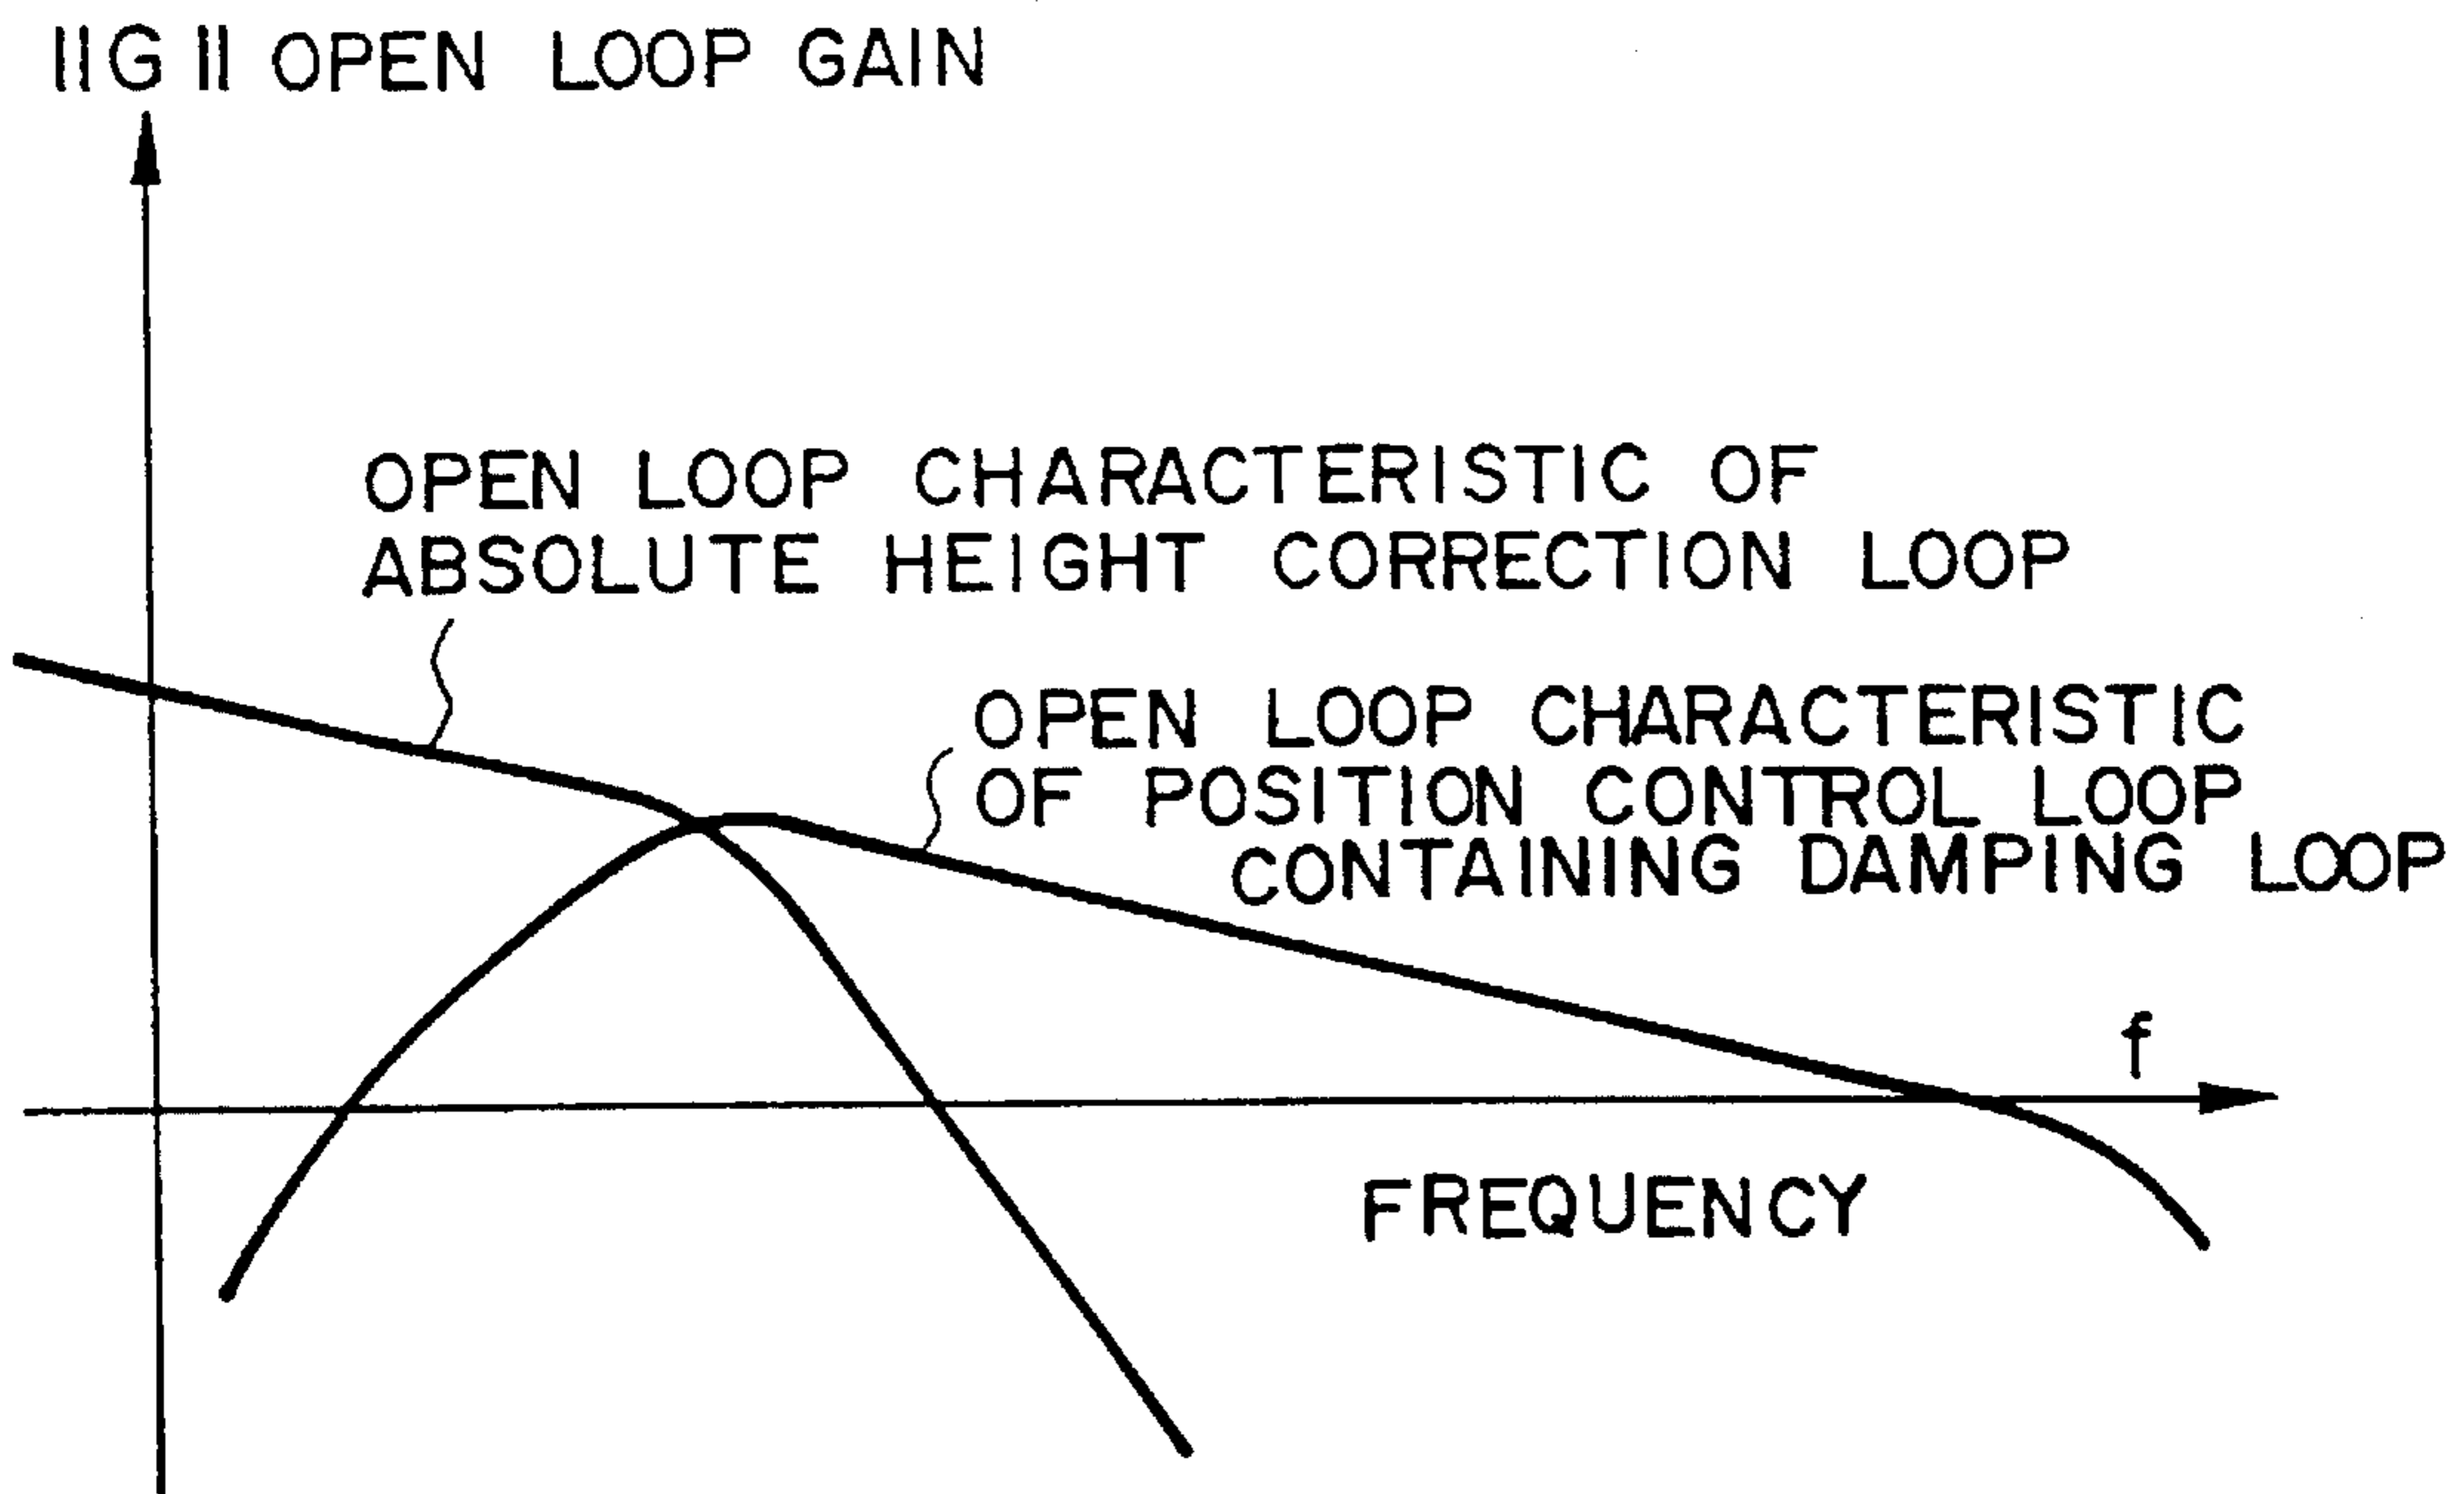 ||G|| OPEN LOOP GAIN
OPEN LOOP CHARACTERISTIC OF
ABSOLUTE HEIGHT CORRECTION LOOP
OPEN LOOP CHARACTERISTIC
OF POSITION CONTROL LOOP
CONTAINING DAMPING LOOP
f
FREQUENCY